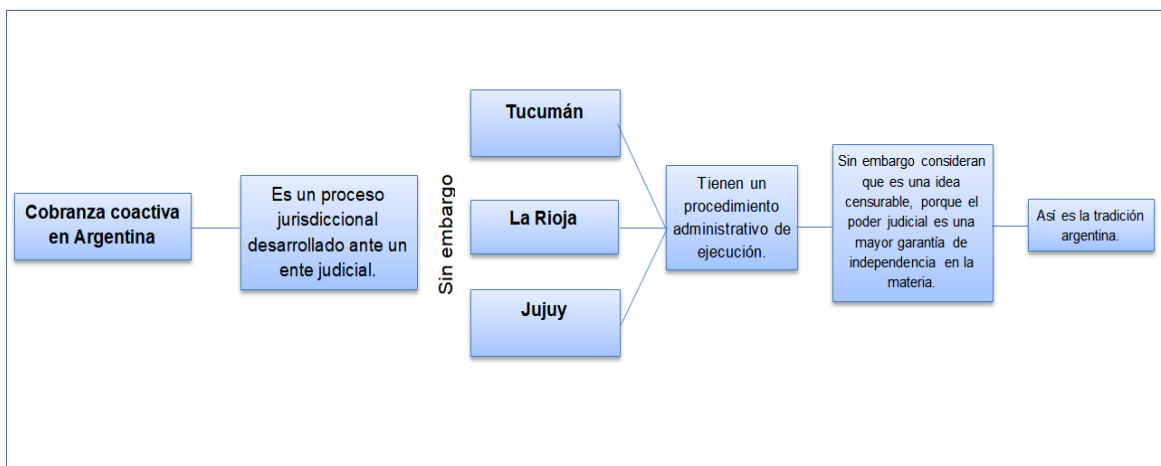 Cobranza coactiva
en Argentina
Es un proceso
jurisdiccional
desarrollado ante un
ente judicial.
Sin embargo
Tucumán
La Rioja
Jujuy
Tienen un
procedimiento
administrativo de
ejecución.
Sin embargo consideran
que es una idea
censurable, porque el
poder judicial es una
mayor garantía de
independencia en la
materia.
Así es la tradición
argentina.